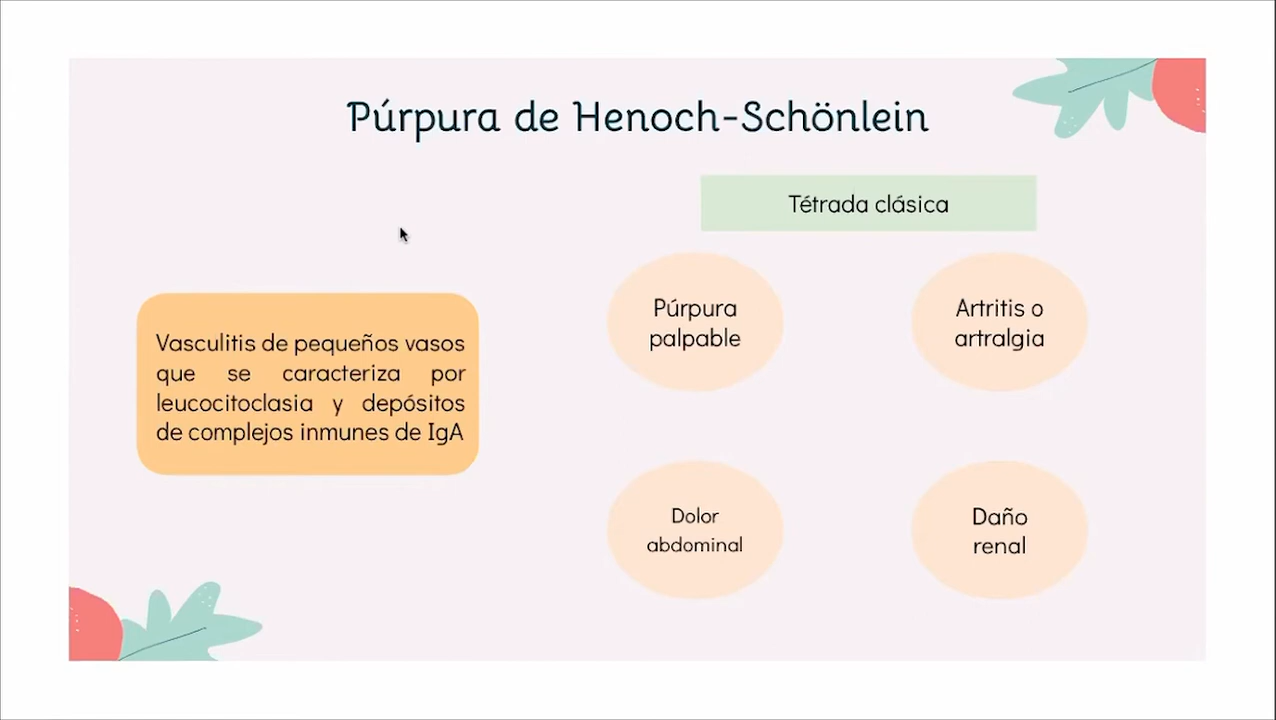 Púrpura de Henoch-Schönlein
Tétrada clásica
Vasculitis de pequeños vasos
que se caracteriza por
leucocitoclasia y depósitos
de complejos inmunes de IgA
Púrpura
palpable
Artritis o
artralgia
Dolor
abdominal
Daño
renal